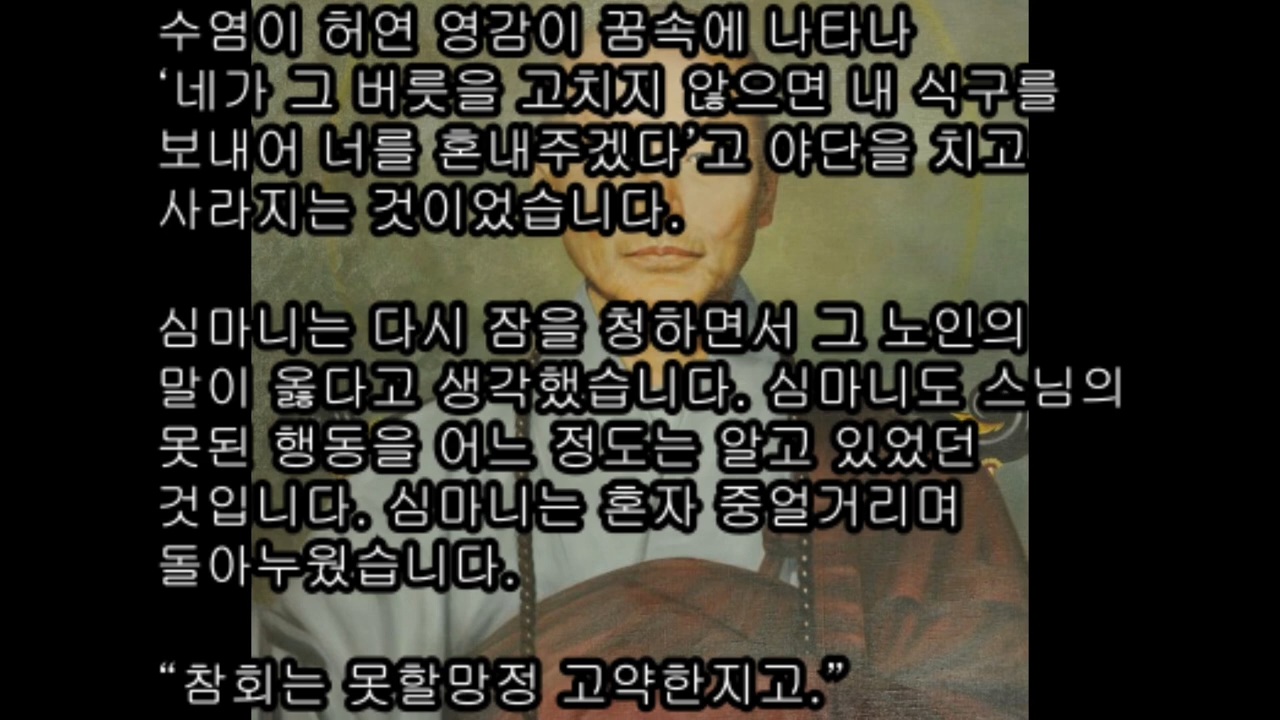 수염이 허연 영감이 꿈속에 나타나
‘네가 그 버릇을 고치지 않으면 내 식구를
보내어 너를 혼내주겠다’고 야단을 치고
사라지는 것이었습니다.
심마니는 다시 잠을 청하면서 그 노인의
말이 옳다고 생각했습니다. 심마니도 스님의
못된 행동을 어느 정도는 알고 있었던
것입니다. 심마니는 혼자 중얼거리며
돌아누웠습니다.
“참회는 못할망정 고약한지고.”